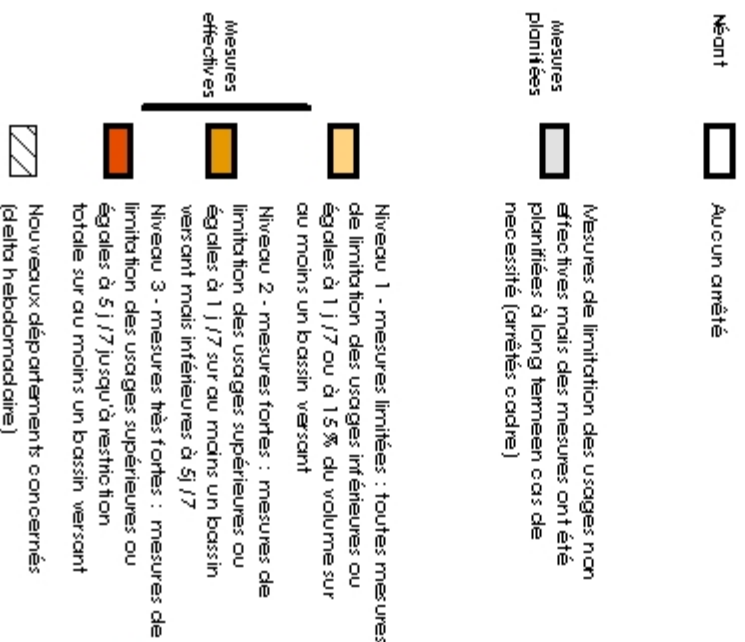 Néant
Aucun arrêté
Mesures
planifiées
Mesures de limitation des usages non
effectives mais des mesures ont été
planifiées à long termeen cas de
necessité (arrêtés cadre)
Mesures
effectives
Niveau 1 - mesures limitées : toutes mesures
de limitation des usages inférieures ou
égales à 1 j /7 ou à 15 % du volume sur
au moins un bassin versant
Niveau 2 - mesures fortes : mesures de
limitation des usages supérieures ou
égales à 1 j /7 sur au moins un bassin
versant mais inférieures à 5j /7
Niveau 3 - mesures très fortes : mesures de
limitation des usages supérieures ou
égales à 5 j /7 jusqu'à restriction
totale sur au moins un bassin versant
Nouveaux départements concernés
(delta hebdomadaire)